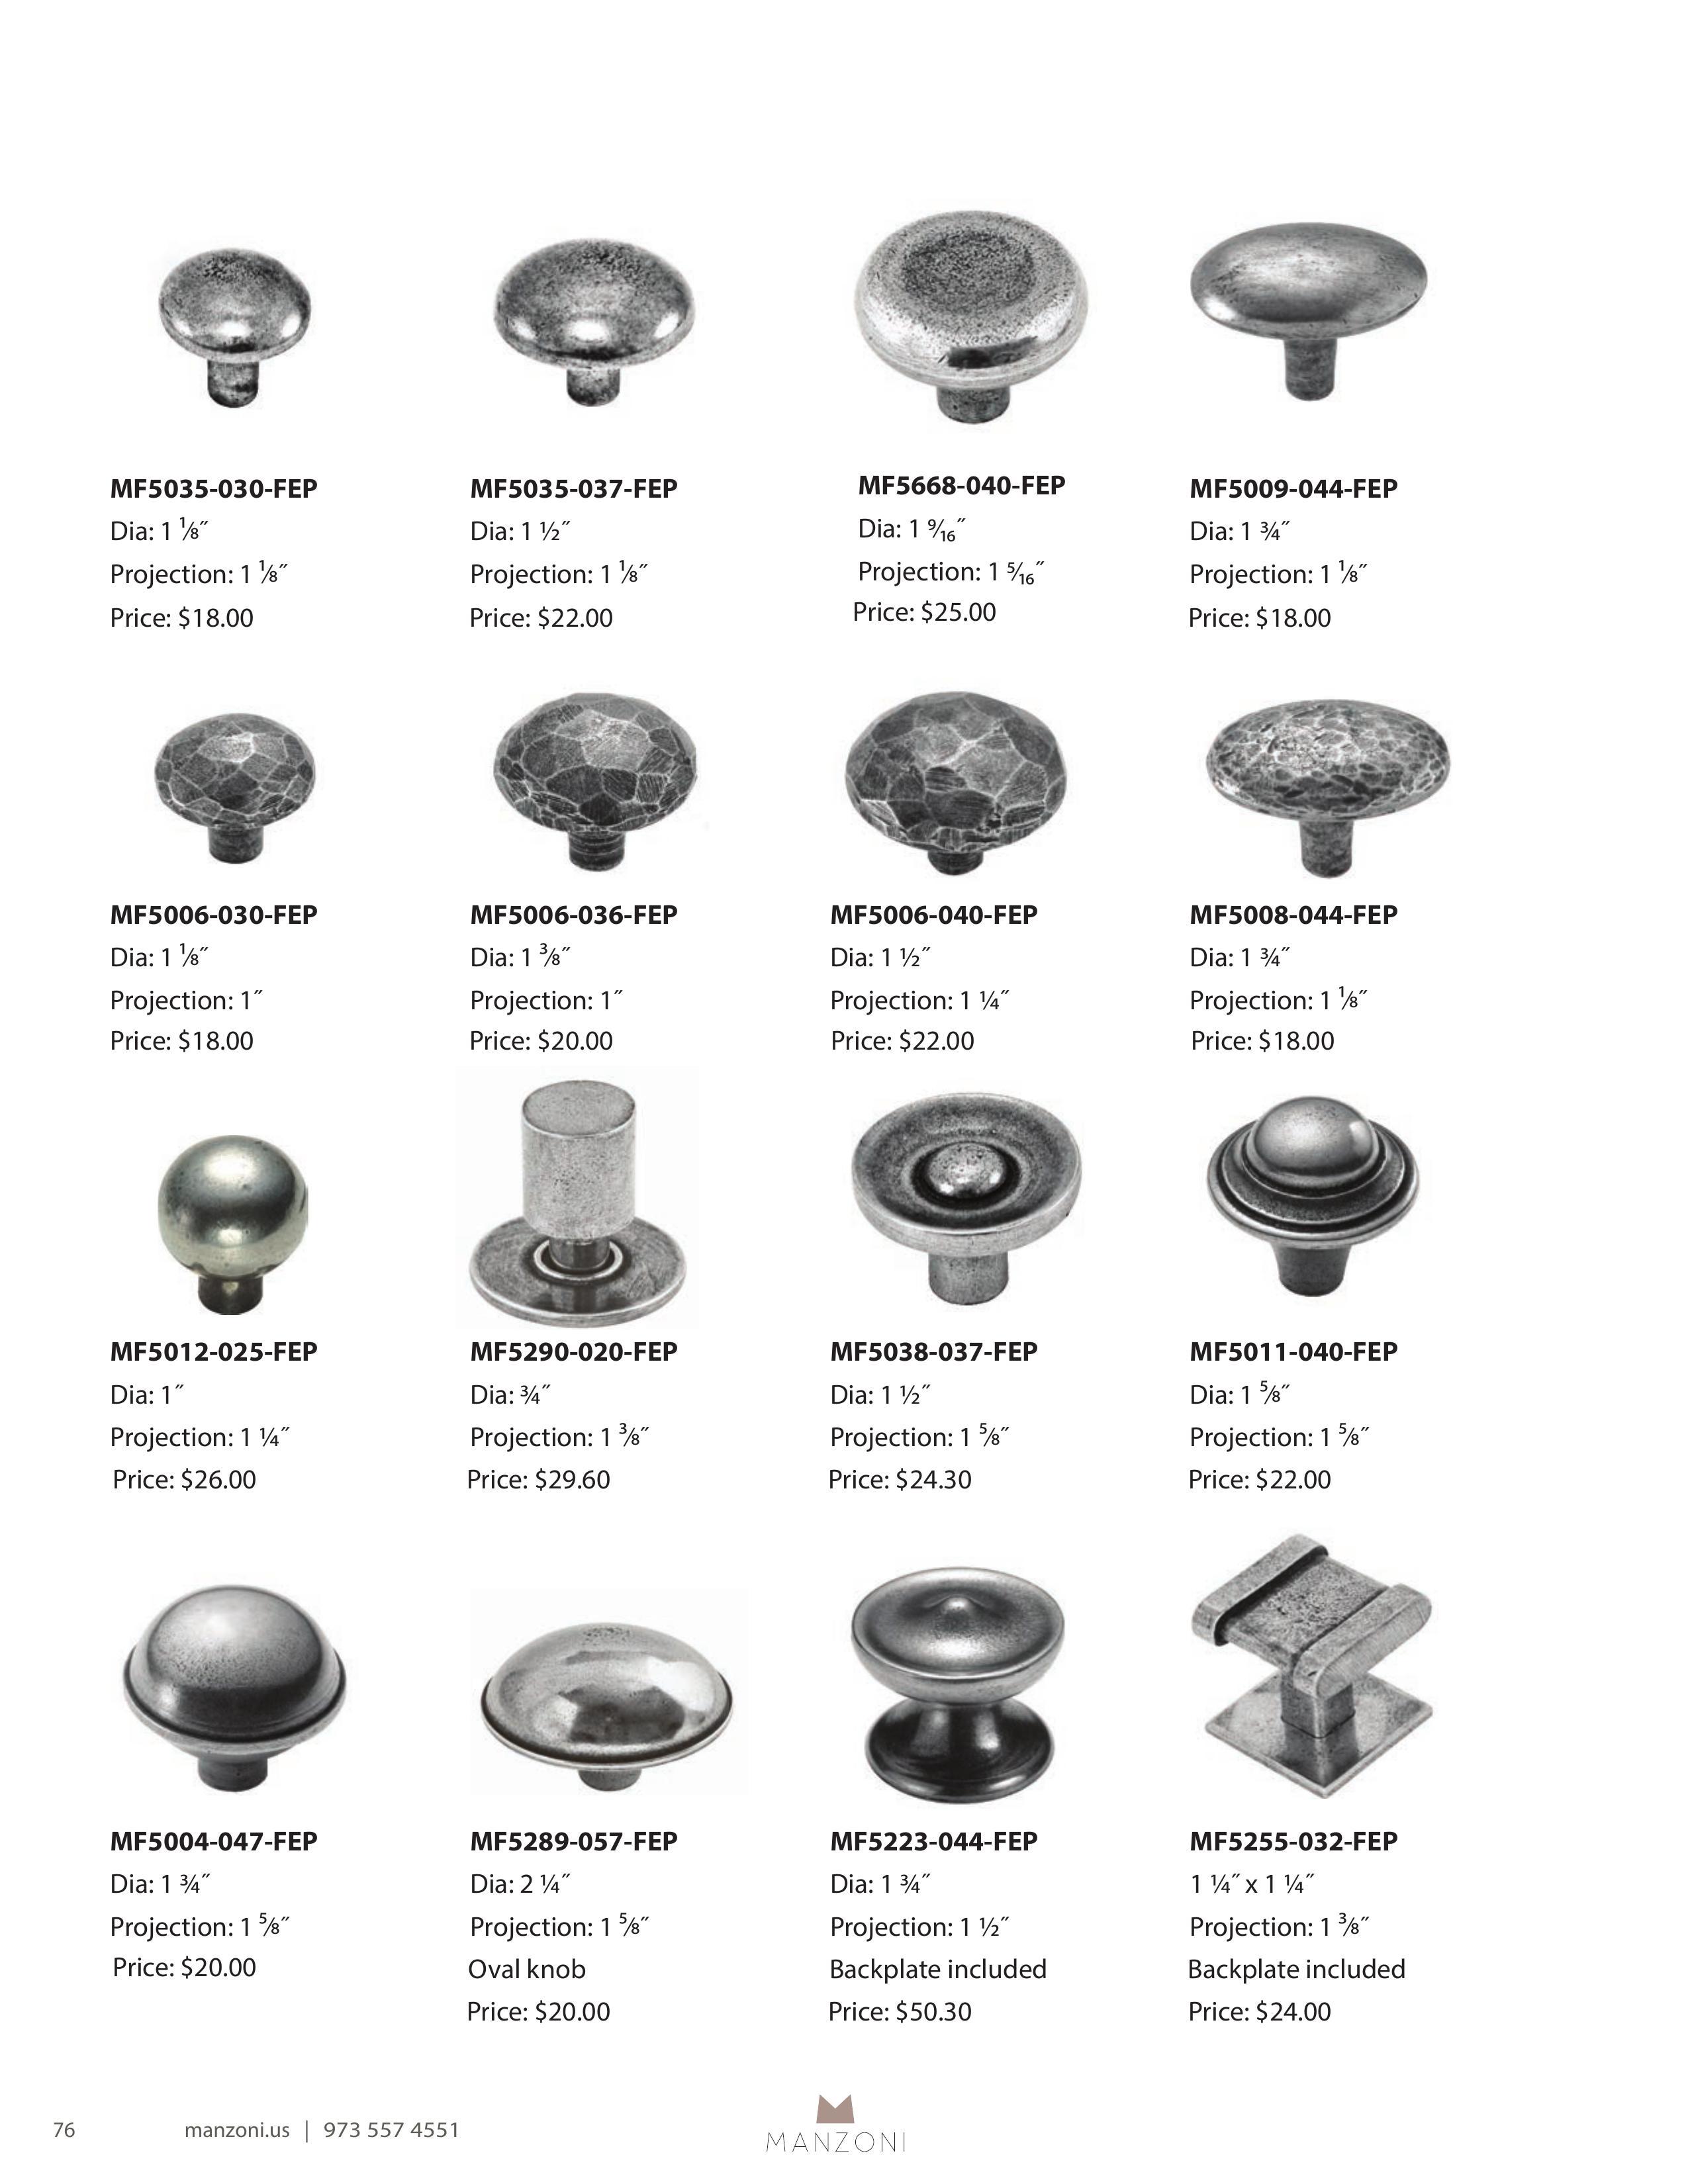 MF5035-030-FEP
Dia: 1 ⅛˝
Projection: 1 ⅛˝
Price: $18.00
MF5035-037-FEP
Dia: 1 ½˝
Projection: 1 ⅛˝
Price: $22.00
MF5668-040-FEP
Dia: 1 ⁹⁄₁₆˝
Projection: 1 ⁵⁄₁₆˝
Price: $25.00
MF5009-044-FEP
Dia: 1 ¾˝
Projection: 1 ⅛˝
Price: $18.00
MF5006-030-FEP
Dia: 1 ⅛˝
Projection: 1˝
Price: $18.00
MF5006-036-FEP
Dia: 1 ⅜˝
Projection: 1˝
Price: $20.00
MF5006-040-FEP
Dia: 1 ½˝
Projection: 1 ¼˝
Price: $22.00
MF5008-044-FEP
Dia: 1 ¾˝
Projection: 1 ⅛˝
Price: $18.00
MF5012-025-FEP
Dia: 1˝
Projection: 1 ¼˝
Price: $26.00
MF5290-020-FEP
Dia: ¾˝
Projection: 1 ⅜˝
Price: $29.60
MF5038-037-FEP
Dia: 1 ½˝
Projection: 1 ⅝˝
Price: $24.30
MF5011-040-FEP
Dia: 1 ⅝˝
Projection: 1 ⅝˝
Price: $22.00
MF5004-047-FEP
Dia: 1 ¾˝
Projection: 1 ⅝˝
Price: $20.00
MF5289-057-FEP
Dia: 2 ¼˝
Projection: 1 ⅝˝
Oval knob
Price: $20.00
MF5223-044-FEP
Dia: 1 ¾˝
Projection: 1 ½˝
Backplate included
Price: $50.30
MF5255-032-FEP
1 ¼˝ x 1 ¼˝
Projection: 1 ⅜˝
Backplate included
Price: $24.00
76 manzoni.us | 973 557 4551
MANZONI